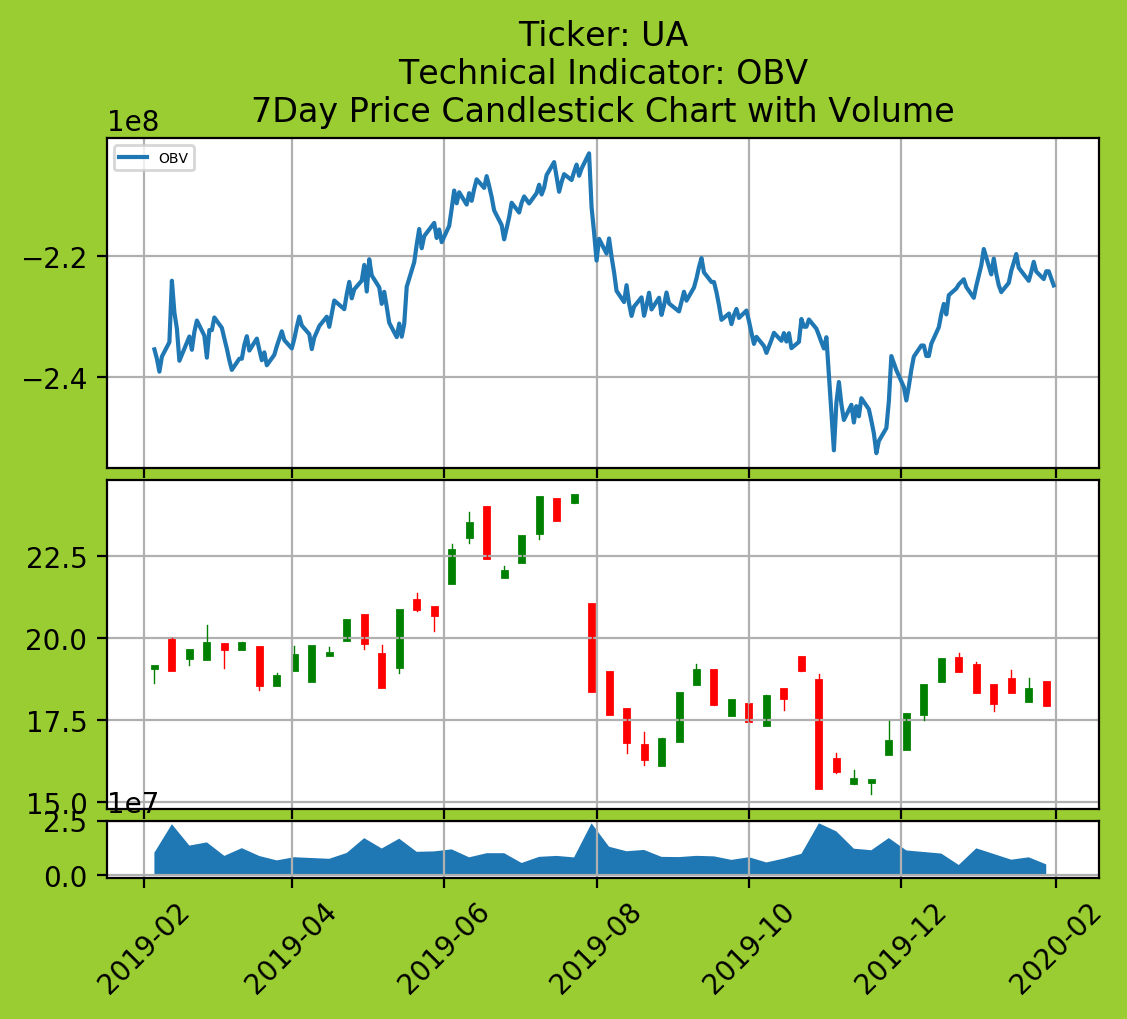 Ticker: UA
Technical Indicator: OBV
7Day Price Candlestick Chart with Volume
1e8
OBV
−2.2
−2.4
22.5
20.0
17.5
15.0
1e7
2.5
0.0
2019-02
2019-04
2019-06
2019-08
2019-10
2019-12
2020-02